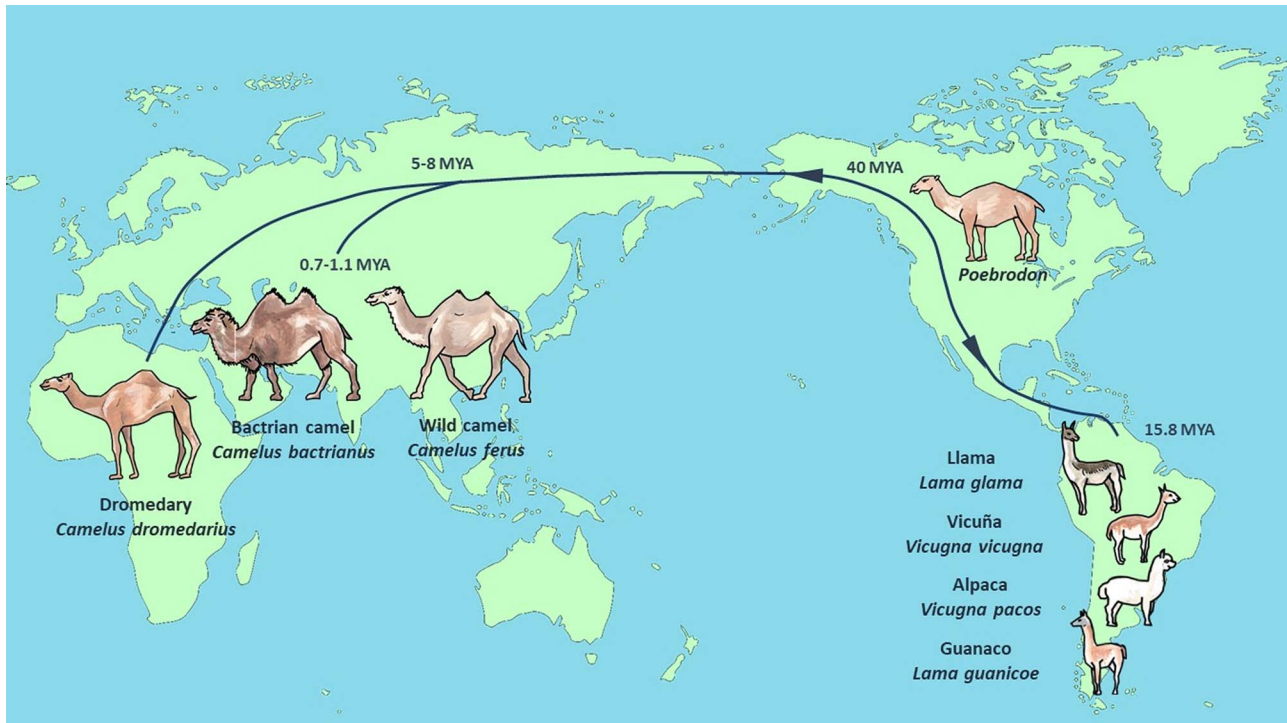 5-8 MYA
40 MYA
Poebrodon
0.7-1.1 MYA
Bactrian camel
Camelus bactrianus
Wild camel
Camelus ferus
Dromedary
Camelus dromedarius
15.8 MYA
Llama
Lama glama
Vicuña
Vicugna vicugna
Alpaca
Vicugna pacos
Guanaco
Lama guanicoe